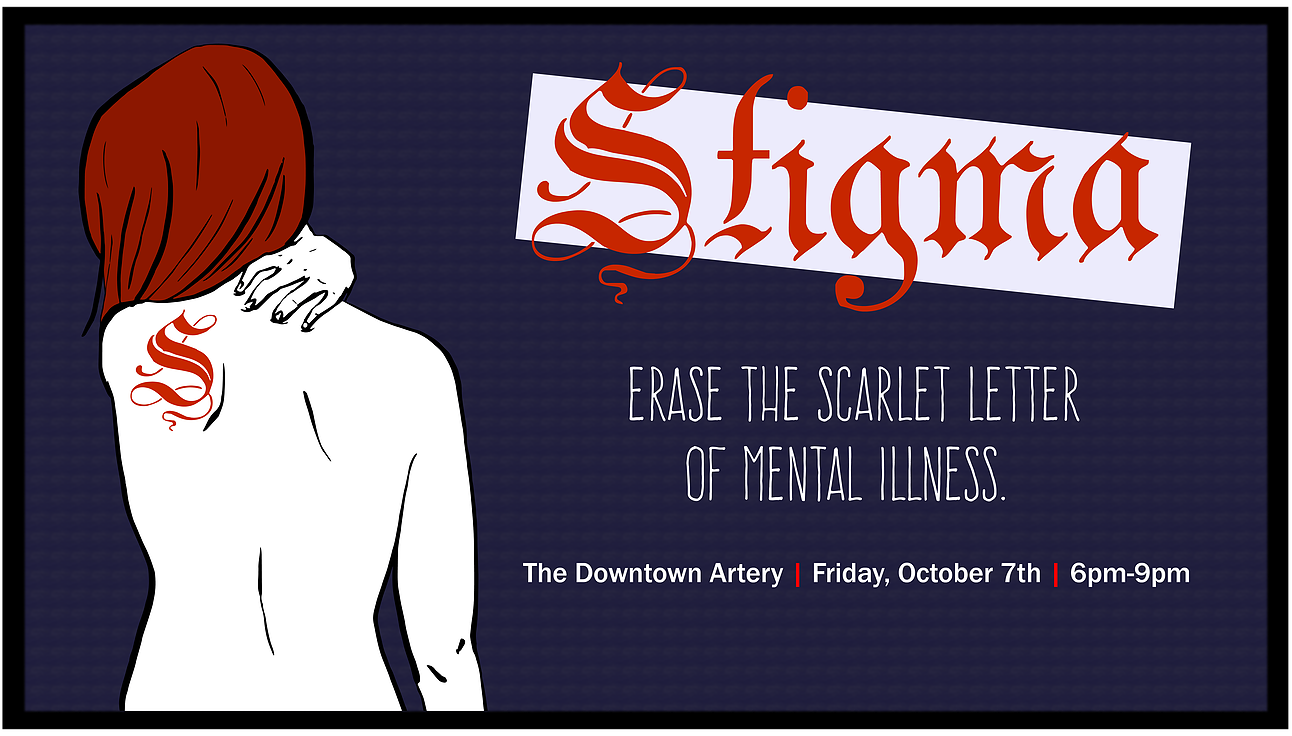 S
Stigma
ERASE THE SCARLET LETTER
OF MENTAL ILLNESS.
The Downtown Artery | Friday, October 7th | 6pm-9pm